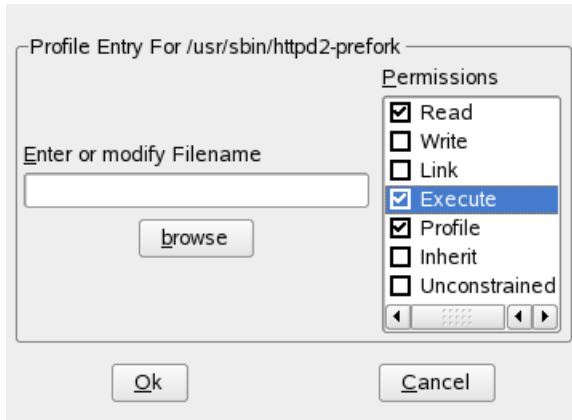 Profile Entry For /usr/sbin/httpd2-prefork
Permissions
Read
Write
Link
Execute
Profile
Inherit
Unconstrained
Enter or modify Filename
browse
Ok
Cancel